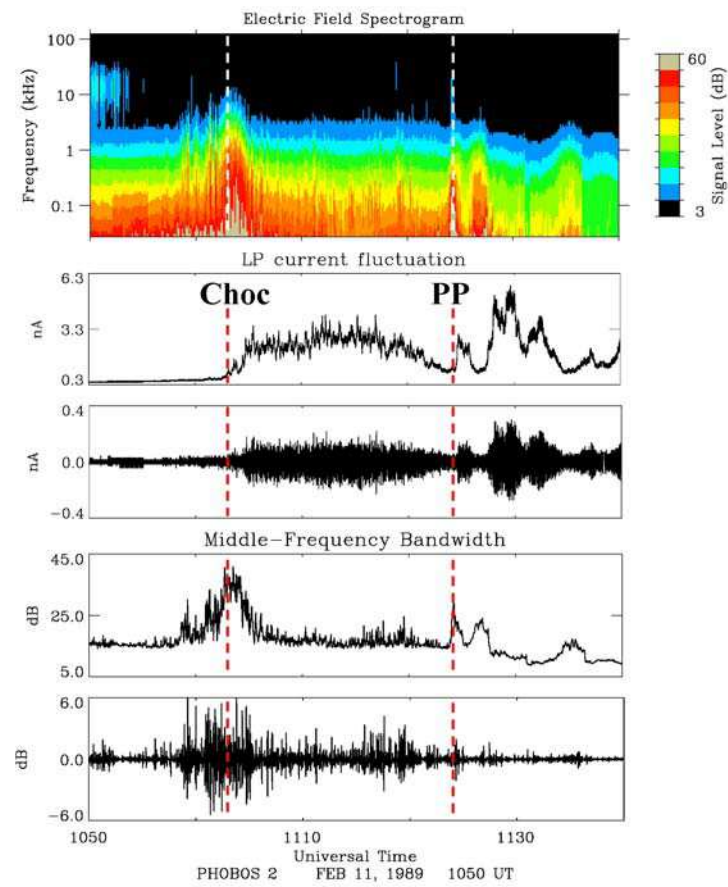 Electric Field Spectrogram
100
10
1
0.1
Frequency (kHz)
60
3
Signal Level (dB)
LP current fluctuation
6.3
3.3
0.3
nA
Choc
PP
0.4
0.0
-0.4
nA
Middle-Frequency Bandwidth
45.0
25.0
5.0
dB
6.0
0.0
-6.0
dB
1050
1110
1130
Universal Time
PHOBOS 2 FEB 11, 1989 1050 UT